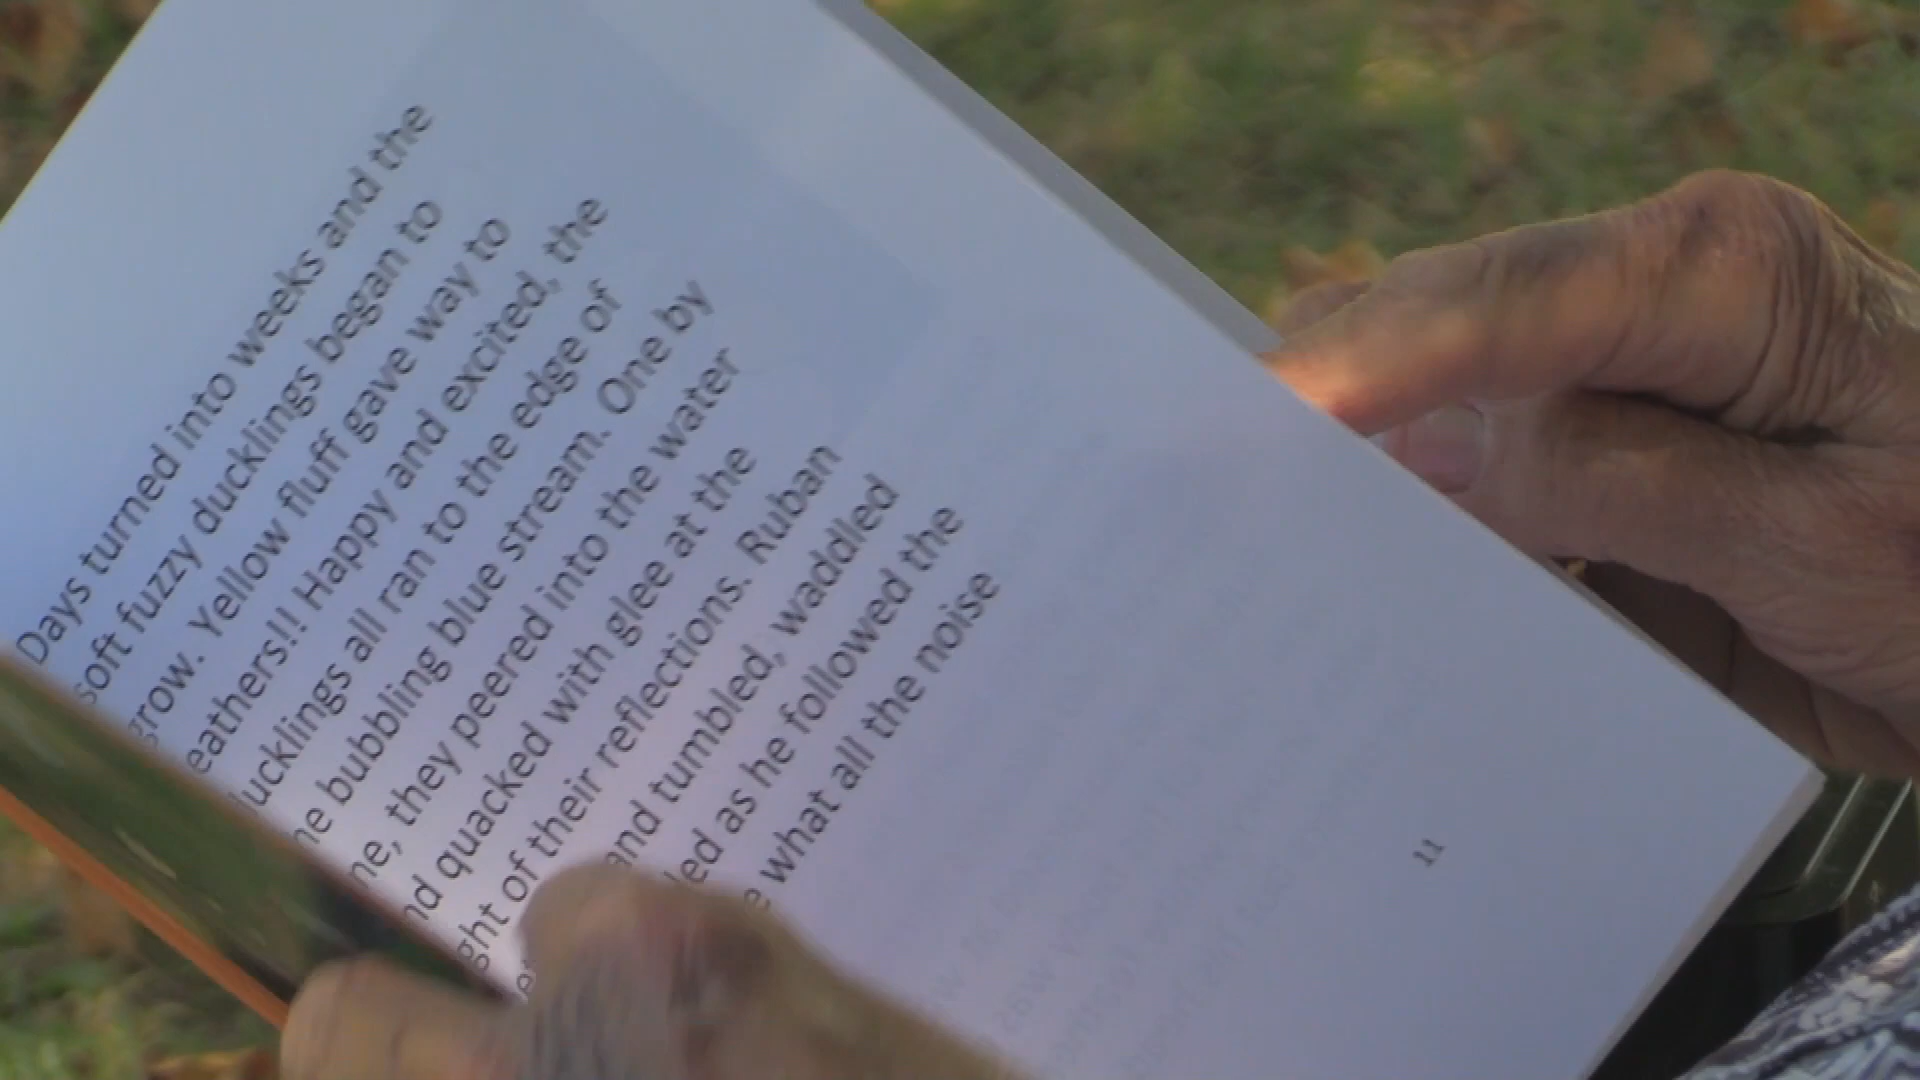 Days turned into weeks and the
soft fuzzy ducklings began to
grow. Yellow fluff gave way to
eathers!! Happy and excited, the
lucklings all ran to the edge of
he bubbling blue stream. One by
ne, they peered into the water
nd quacked with glee at the
ght of their reflections. Ruban
and tumbled, waddled
led as he followed the
e what all the noise
11